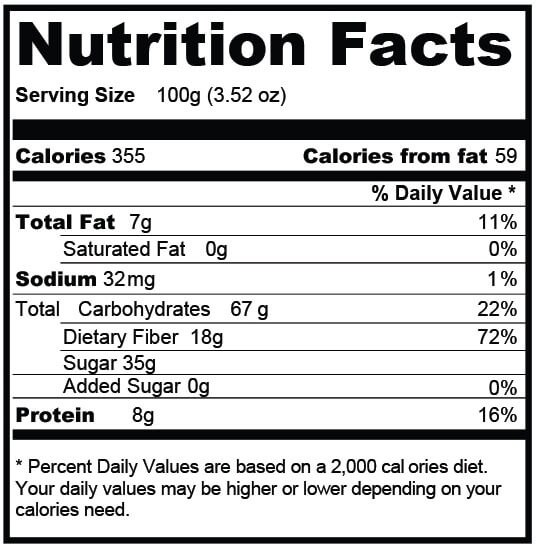 Nutrition Facts
Serving Size 100g (3.52 oz)
Calories 355 Calories from fat 59
% Daily Value *
Total Fat 7g 11%
Saturated Fat 0g 0%
Sodium 32mg 1%
Total Carbohydrates 67 g 22%
Dietary Fiber 18g 72%
Sugar 35g
Added Sugar 0g 0%
Protein 8g 16%
* Percent Daily Values are based on a 2,000 cal ories diet.
Your daily values may be higher or lower depending on your
calories need.